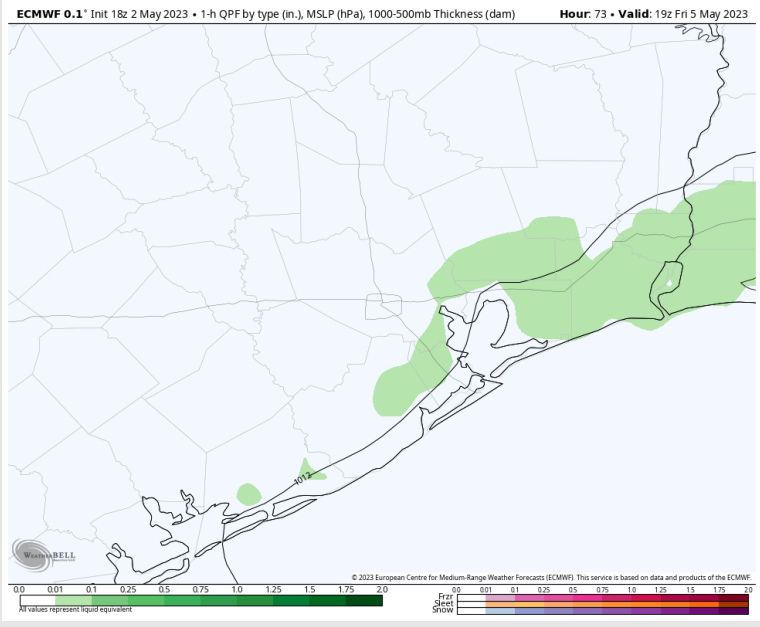 ECMWF 0.1° Init 18z 2 May 2023 • 1-h QPF by type (in.), MSLP (hPa), 1000-500mb Thickness (dam)
Hour: 73 • Valid: 19z Fri 5 May 2023
1012
WEATHERBELL
© 2023 European Centre for Medium-Range Weather Forecasts (ECMWF). This service is based on data and products of the ECMWF.
0.0 0.01 0.1 0.25 0.5 0.75 1.0 1.25 1.5 1.75 2.0
All values represent liquid equivalent
0.0 0.01 0.1 0.25 0.5 0.75 1.0 1.25 1.5 1.75 2.0
Frzr
Sleet
Snow